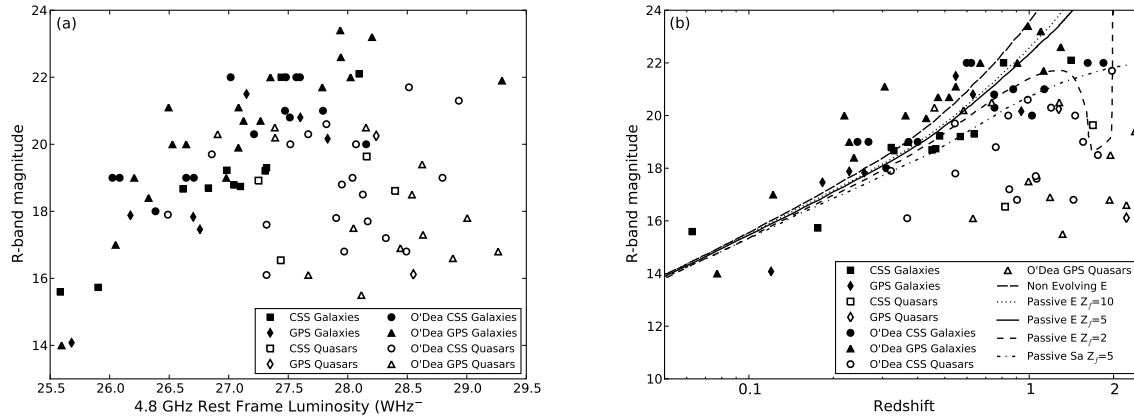 (a)
R-band magnitude
24
22
20
18
16
14
25.5 26.0 26.5 27.0 27.5 28.0 28.5 29.0 29.5
4.8 GHz Rest Frame Luminosity (WHz⁻
CSS Galaxies
GPS Galaxies
CSS Quasars
GPS Quasars
O'Dea CSS Galaxies
O'Dea GPS Galaxies
O'Dea CSS Quasars
O'Dea GPS Quasars
(b)
R-band magnitude
24
22
20
18
16
14
12
10
0.1 1 2
Redshift
CSS Galaxies
GPS Galaxies
CSS Quasars
GPS Quasars
O'Dea CSS Galaxies
O'Dea GPS Galaxies
O'Dea CSS Quasars
O'Dea GPS Quasars
Non Evolving E
Passive E Z_f=10
Passive E Z_f=5
Passive E Z_f=2
Passive Sa Z_f=5